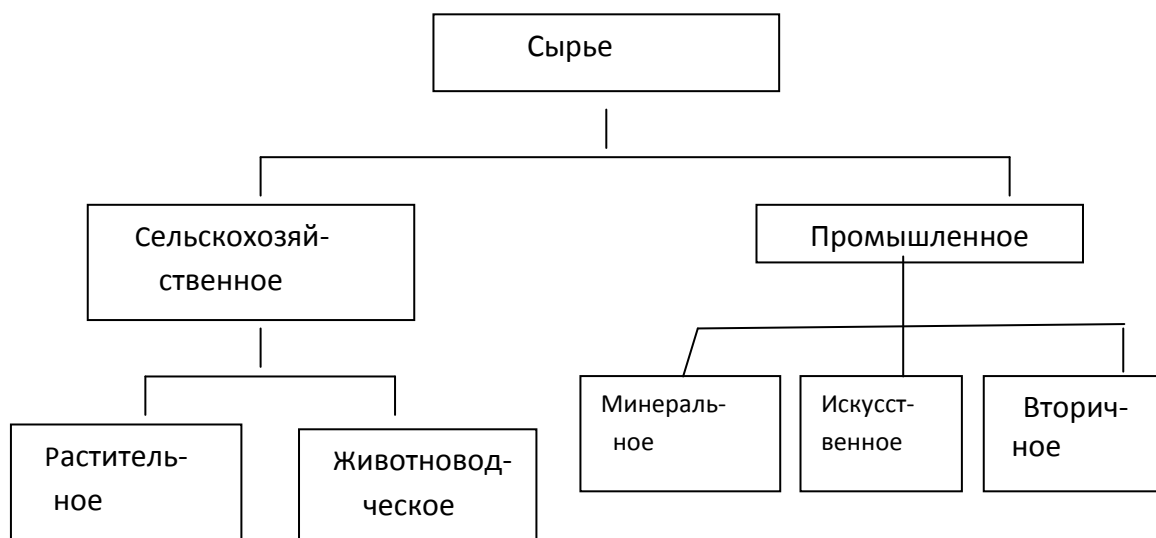 Сырье
Сельскохозяй-
ственное
Промышленное
Раститель-
ное
Животновод-
ческое
Минераль-
ное
Искусст-
венное
Вторич-
ное